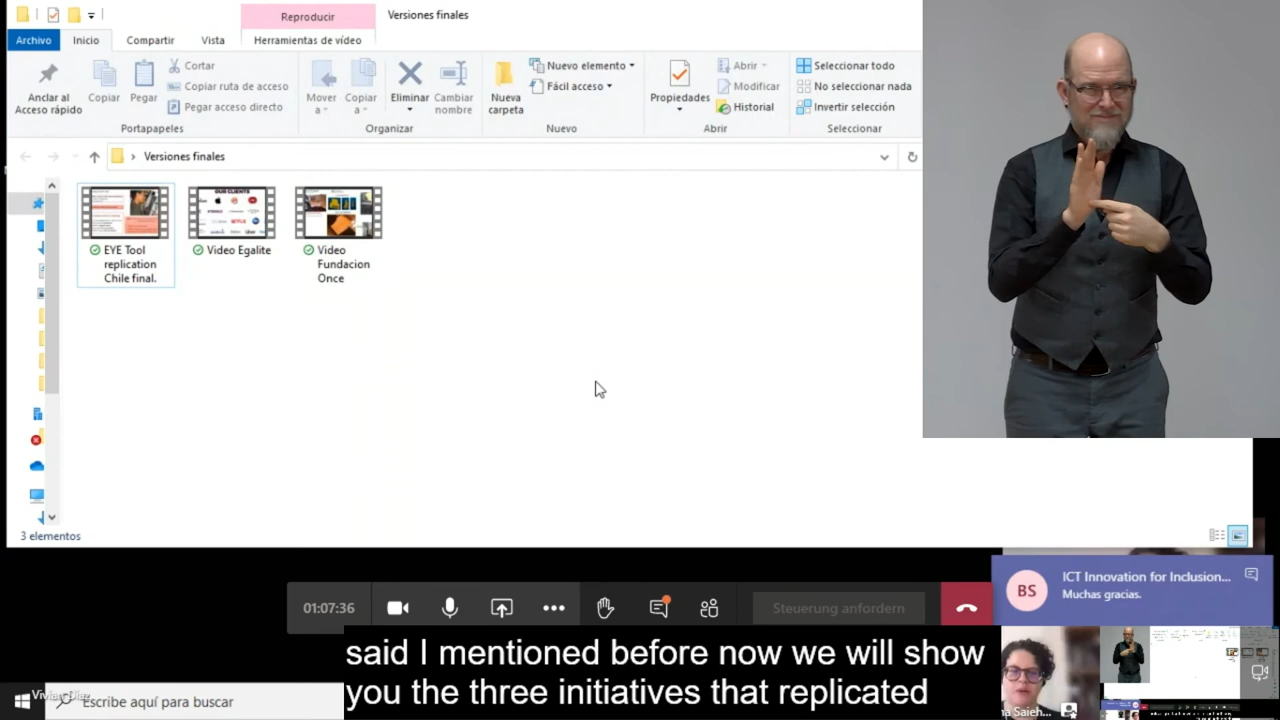 Reproducir
Versiones finales
Archivo
Inicio
Compartir
Vista
Herramientas de vídeo
Anclar al
Acceso rápido
Copiar
Pegar
Cortar
Copiar ruta de acceso
Pegar acceso directo
Portapapeles
Mover
a
Copiar
a
Eliminar
Cambiar
nombre
Organizar
Nueva
carpeta
Nuevo elemento
Fácil acceso
Nuevo
Propiedades
Abrir
Modificar
Historial
Abrir
Seleccionar todo
No seleccionar nada
Invertir selección
Seleccionar
Versiones finales
OUR CLIENTS
NETFLIX
EYE Tool
replication
Chile final.
Video Egalite
Video
Fundacion
Once
3 elementos
01:07:36
Steuerung anfordern
BS
ICT Innovation for Inclusion...
Muchas gracias.
said I mentioned before now we will show
you the three initiatives that replicated
Escribe aquí para buscar
Saieh...